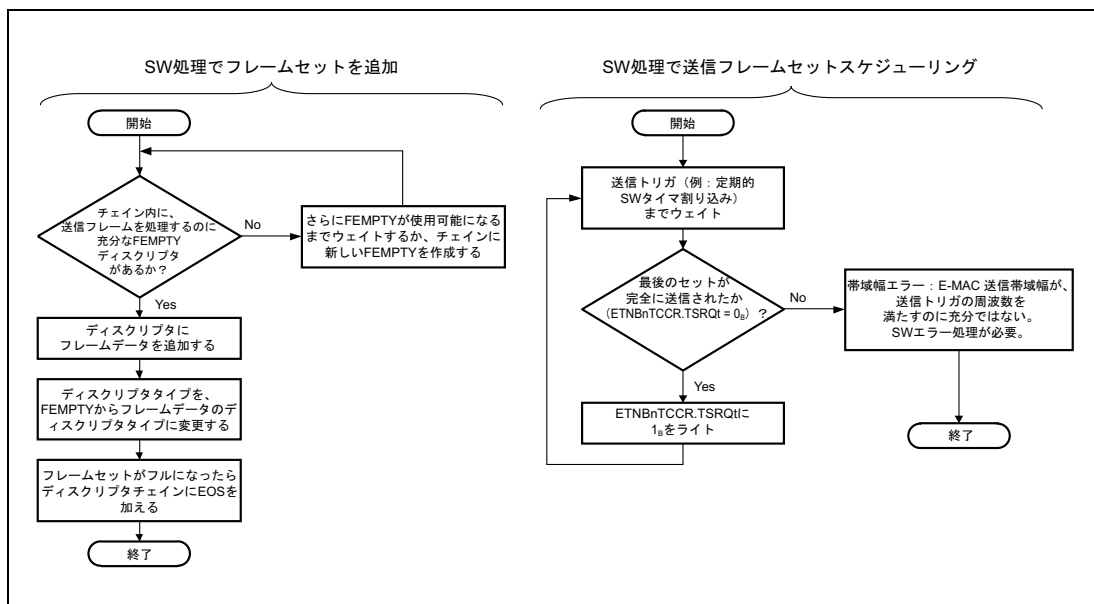 SW処理でフレームセットを追加
開始
チェイン内に、
送信フレームを処理するのに
充分なFEMPTY
ディスクリプタ
があるか？
No
さらにFEMPTYが使用可能になる
までウェイトするか、チェインに
新しいFEMPTYを作成する
Yes
ディスクリプタに
フレームデータを追加する
ディスクリプタタイプを、
FEMPTYからフレームデータのデ
ィスクリプタタイプに変更する
フレームセットがフルになったら
ディスクリプタチェインにEOSを
加える
終了
SW処理で送信フレームセットスケジューリング
開始
送信トリガ（例：定期的
SWタイマ割り込み）
までウェイト
最後のセットが
完全に送信されたか
（ETNBnTCCR.TSRQt = 0B）？
No
帯域幅エラー：E-MAC 送信帯域幅が、
送信トリガの周波数を
満たすのに充分ではない。
SWエラー処理が必要。
終了
Yes
ETNBnTCCR.TSRQtに
1Bをライト